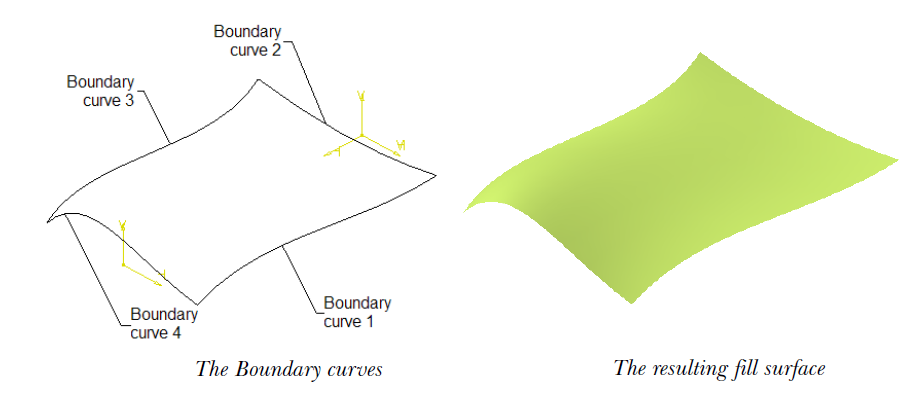 Boundary
curve 2
Boundary
curve 3
Boundary
curve 1
Boundary
curve 4
The Boundary curves
The resulting fill surface